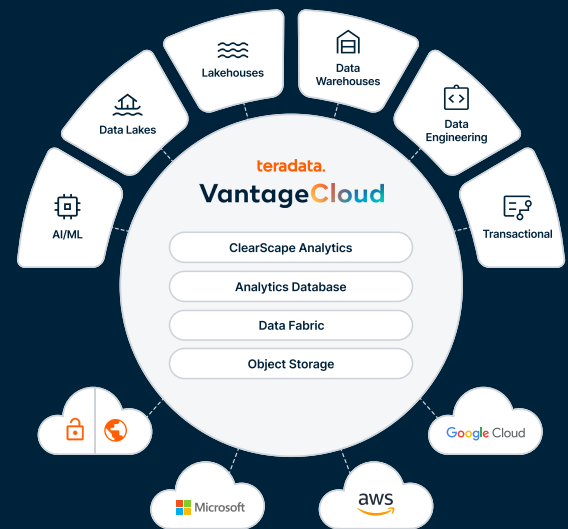 Lakehouses
Data
Warehouses
Data Lakes
Data
Engineering
AI/ML
Transactional
teradata.
VantageCloud
ClearScape Analytics
Analytics Database
Data Fabric
Object Storage
Google Cloud
Microsoft
aws